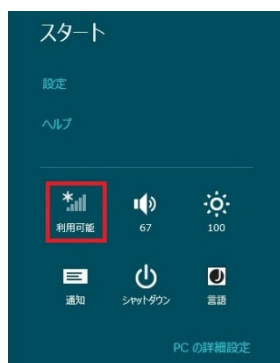 スタート
設定
ヘルプ
利用可能 67 100
通知 シャットダウン 言語
PC の詳細設定